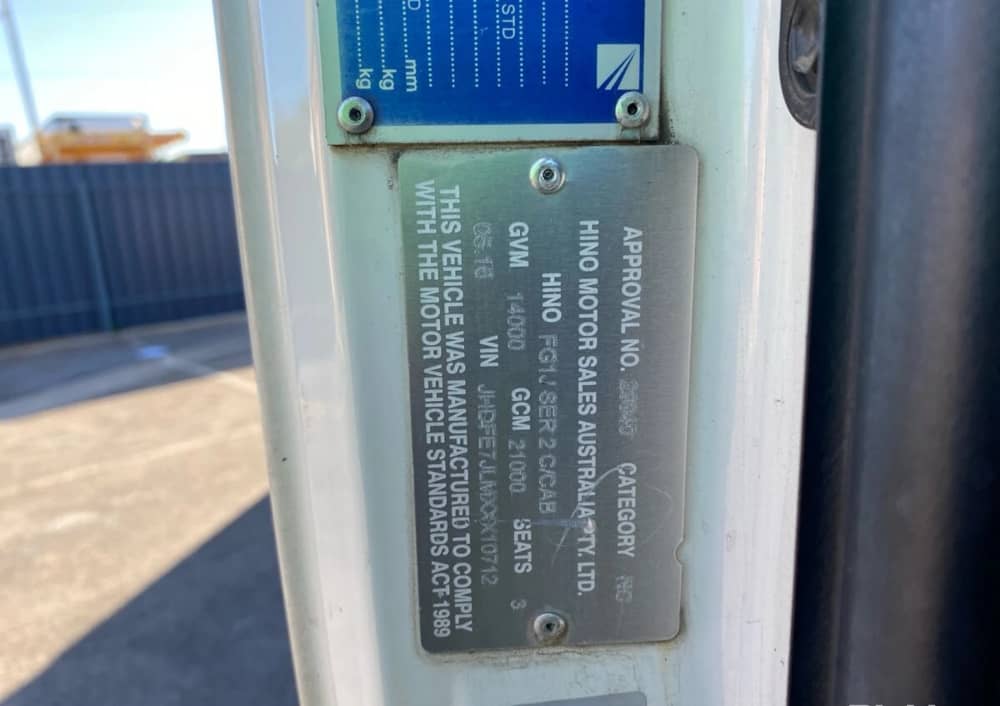 STD
D
mm
kg
kg
APPROVAL NO. CATEGORY
HINO MOTOR SALES AUSTRALIA PTY. LTD.
HINO FG1J SER 2 C/CAB
GVM 14000 GCM 21000 SEATS 3
VIN
THIS VEHICLE WAS MANUFACTURED TO COMPLY
WITH THE MOTOR VEHICLE STANDARDS ACT 1989